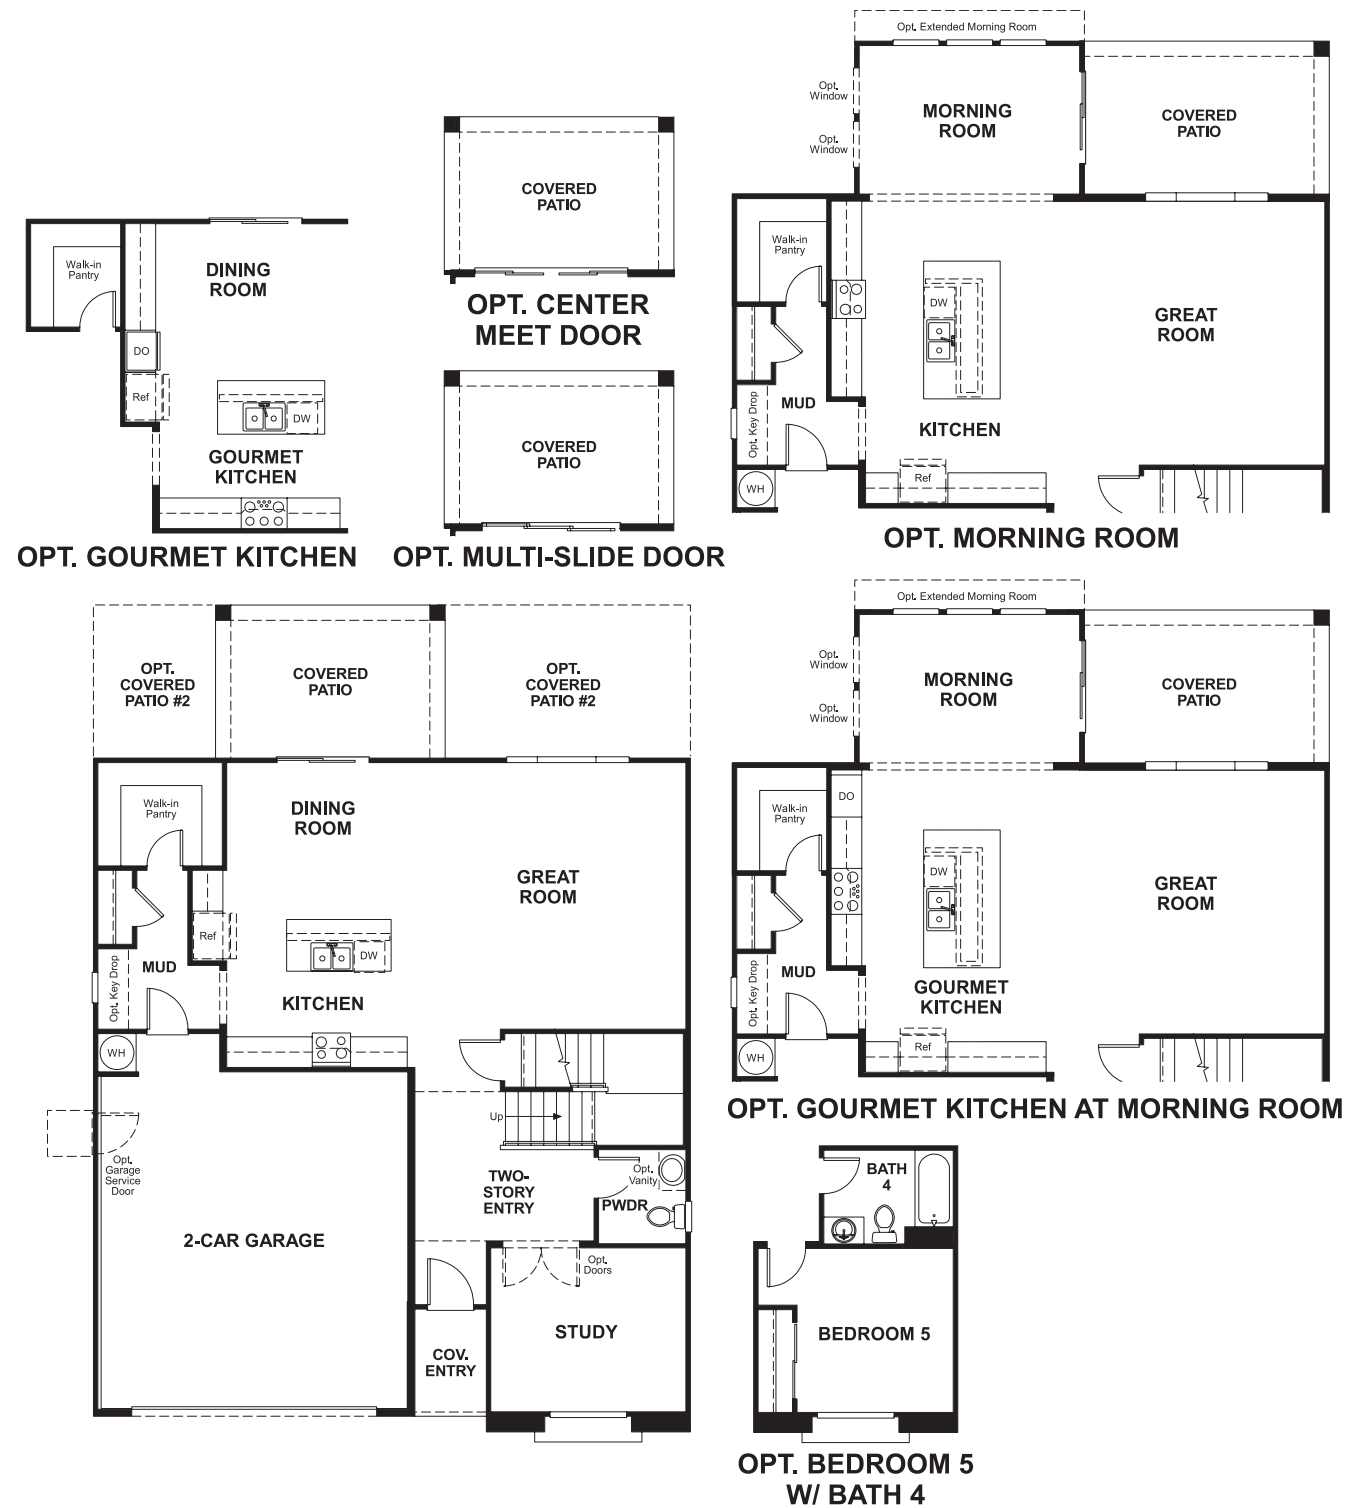 Walk-in
Pantry
DINING
ROOM
DO
Ref
DW
GOURMET
KITCHEN
OPT. GOURMET KITCHEN
COVERED
PATIO
OPT. CENTER
MEET DOOR
COVERED
PATIO
OPT. MULTI-SLIDE DOOR
Opt. Extended Morning Room
Opt.
Window
Opt.
Window
MORNING
ROOM
COVERED
PATIO
Walk-in
Pantry
DW
GREAT
ROOM
MUD
Opt. Key Drop
KITCHEN
WH
Ref
OPT. MORNING ROOM
OPT.
COVERED
PATIO #2
COVERED
PATIO
OPT.
COVERED
PATIO #2
Walk-in
Pantry
DINING
ROOM
GREAT
ROOM
Ref
DW
MUD
Opt. Key Drop
KITCHEN
WH
Up
Opt.
Garage
Service
Door
TWO-
STORY
ENTRY
Opt.
Vanity
PWDR
2-CAR GARAGE
Opt.
Doors
STUDY
COV.
ENTRY
Opt. Extended Morning Room
Opt.
Window
Opt.
Window
MORNING
ROOM
COVERED
PATIO
DO
Walk-in
Pantry
DW
GREAT
ROOM
MUD
Opt. Key Drop
GOURMET
KITCHEN
WH
Ref
OPT. GOURMET KITCHEN AT MORNING ROOM
BATH
4
BEDROOM 5
OPT. BEDROOM 5
W/ BATH 4